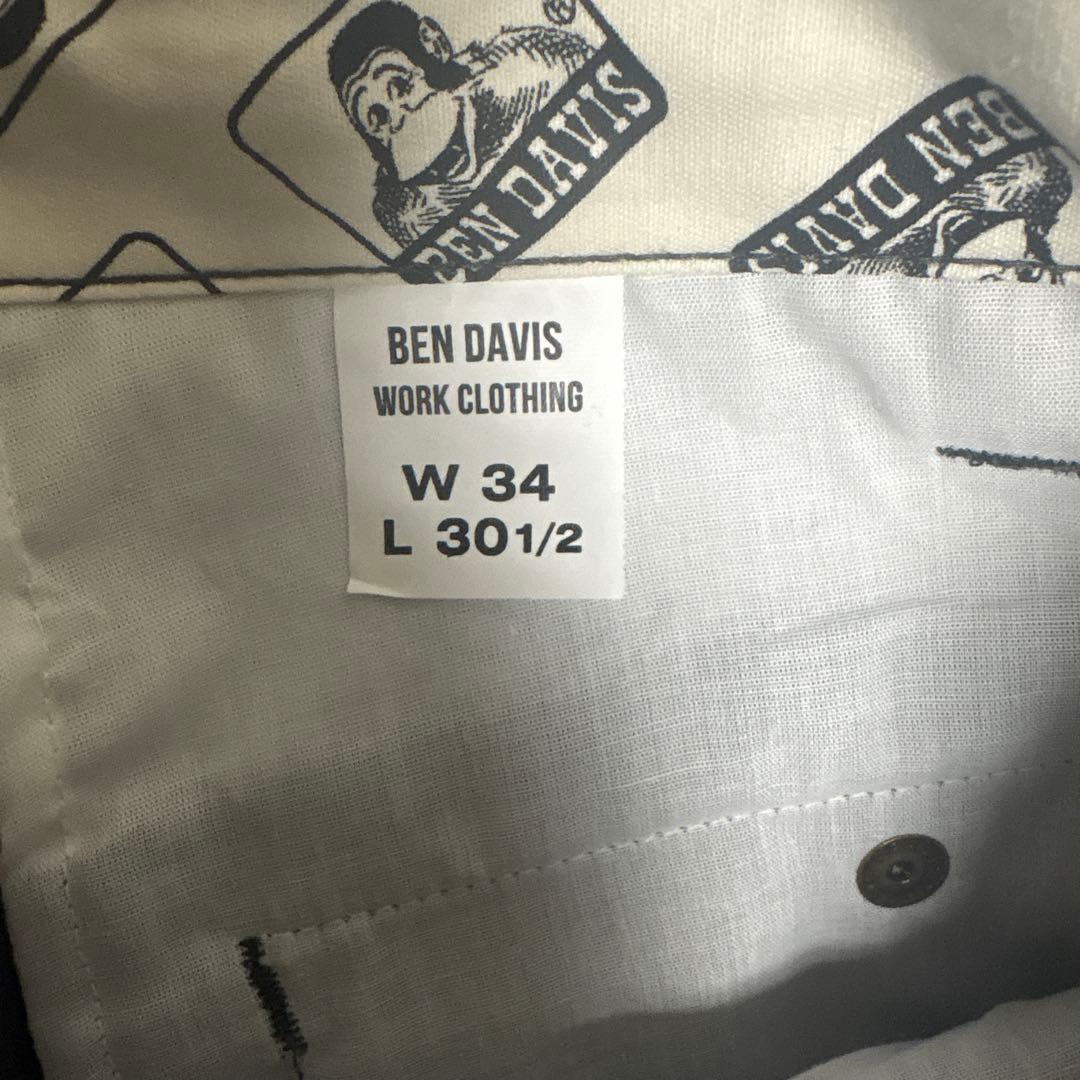 ®
BEN DAVIS
BEN DAVIS
BEN DAVIS
WORK CLOTHING
W 34
L 30 1/2